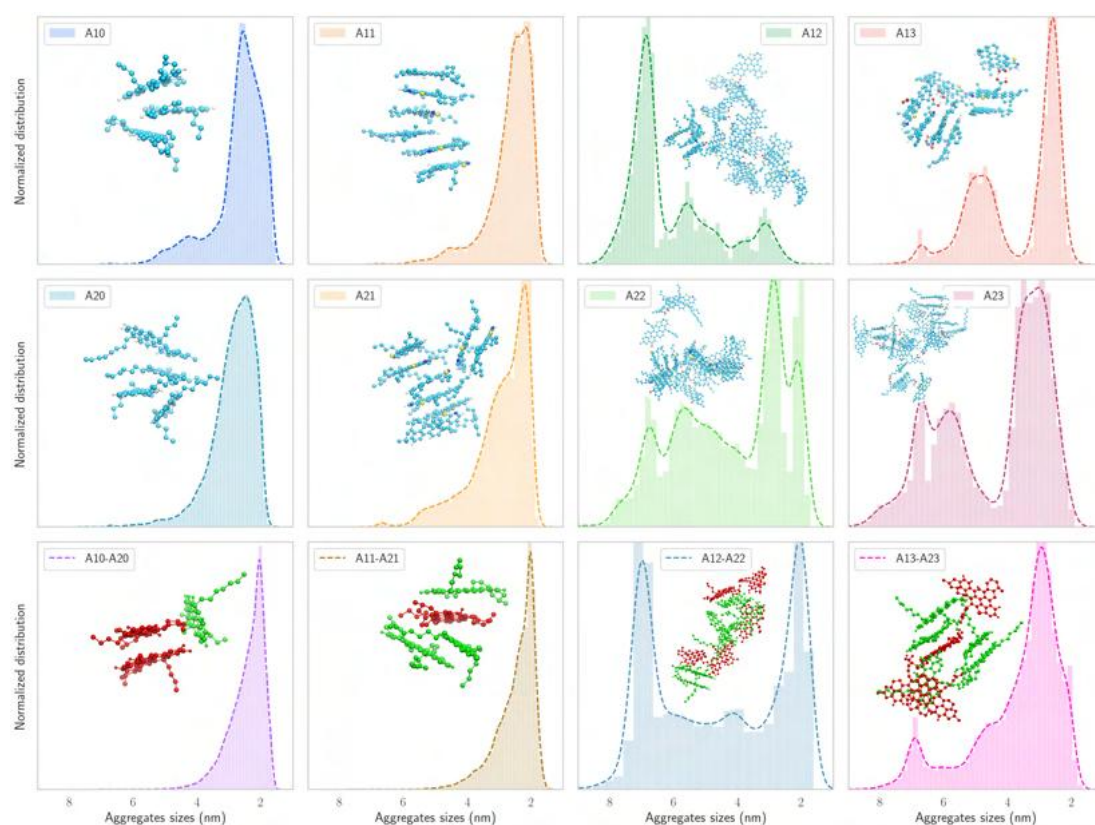 A10
A11
A12
A13
Normalized distribution
A20
A21
A22
A23
Normalized distribution
A10-A20
A11-A21
A12-A22
A13-A23
Normalized distribution
8 6 4 2
8 6 4 2
8 6 4 2
8 6 4 2
Aggregates sizes (nm)
Aggregates sizes (nm)
Aggregates sizes (nm)
Aggregates sizes (nm)